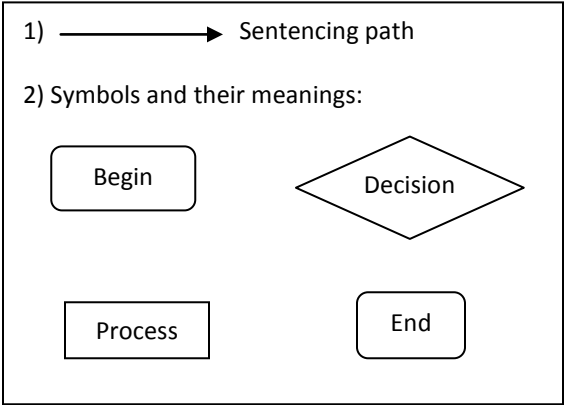 1) Sentencing path
2) Symbols and their meanings:
Begin
Decision
Process
End